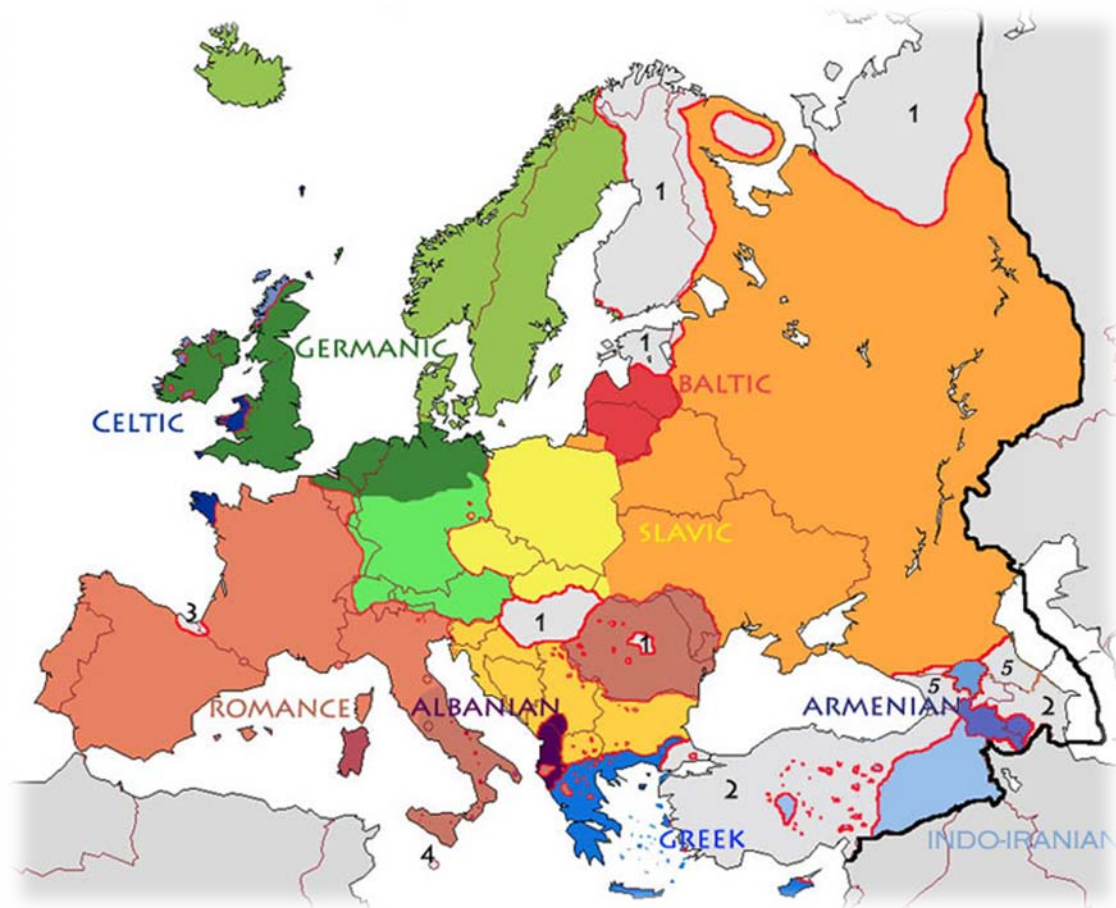 1
1
GERMANIC
1
BALTIC
CELTIC
SLAVIC
3
1
1
5
5
ROMANCE
ALBANIAN
ARMENIAN
2
2
4
GREEK
INDO-IRANIAN